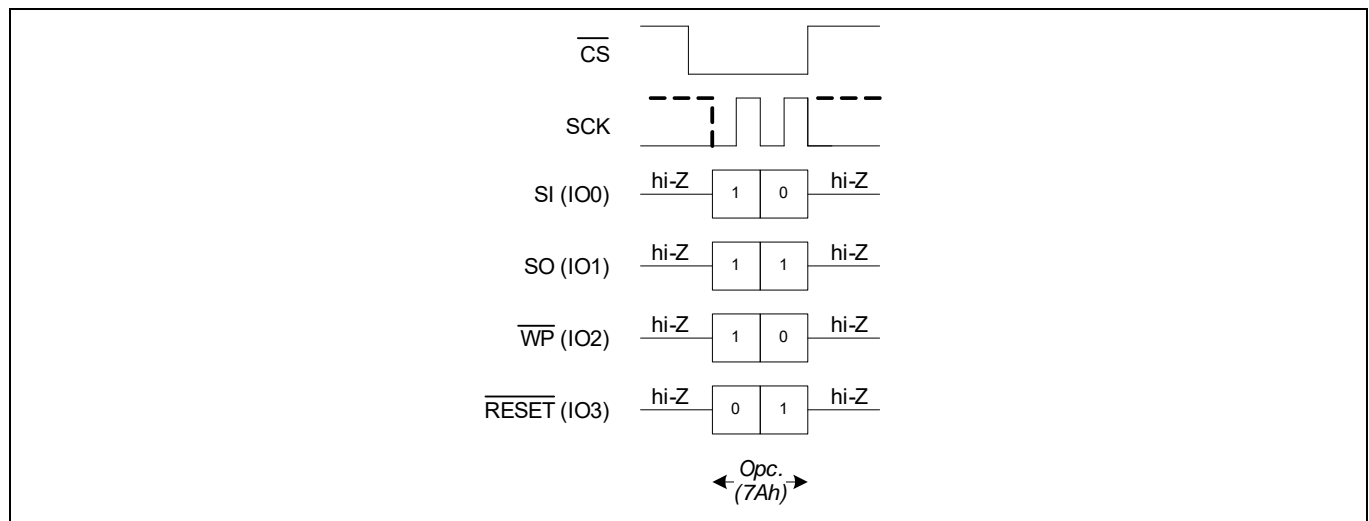 CS
SCK
SI (IO0) hi-Z 1 0 hi-Z
SO (IO1) hi-Z 1 1 hi-Z
WP (IO2) hi-Z 1 0 hi-Z
RESET (IO3) hi-Z 0 1 hi-Z
Opc.
(7Ah)